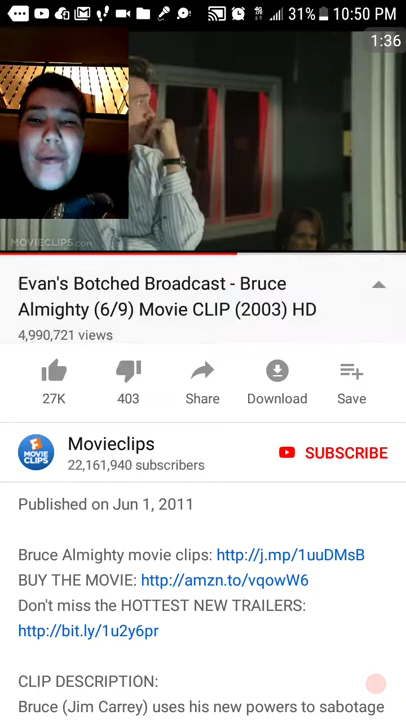 31% 10:50 PM
1:36
MOVIECLIPS.COM
Evan's Botched Broadcast - Bruce
Almighty (6/9) Movie CLIP (2003) HD
4,990,721 views
27K
403
Share
Download
Save
MOVIE
CLIPS
Movieclips
22,161,940 subscribers
SUBSCRIBE
Published on Jun 1, 2011
Bruce Almighty movie clips: http://j.mp/1uuDMsB
BUY THE MOVIE: http://amzn.to/vqowW6
Don't miss the HOTTEST NEW TRAILERS:
http://bit.ly/1u2y6pr
CLIP DESCRIPTION:
Bruce (Jim Carrey) uses his new powers to sabotage